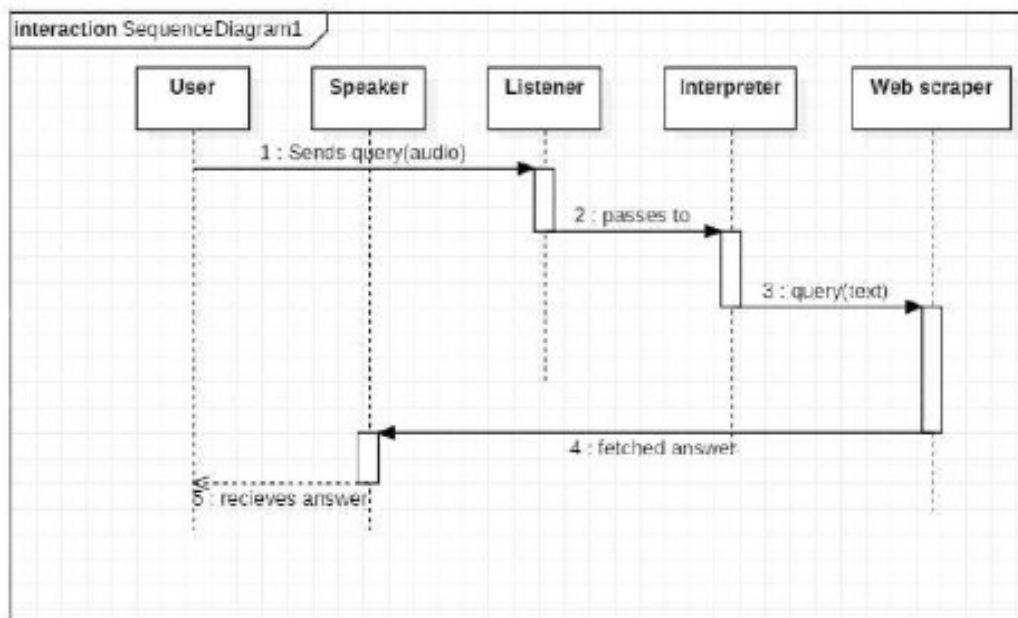 interaction SequenceDiagram1
User
Speaker
Listener
Interpreter
Web scraper
1 : Sends query(audio)
2 : passes to
3 : query(text)
4 : fetched answer
5 : recieves answer